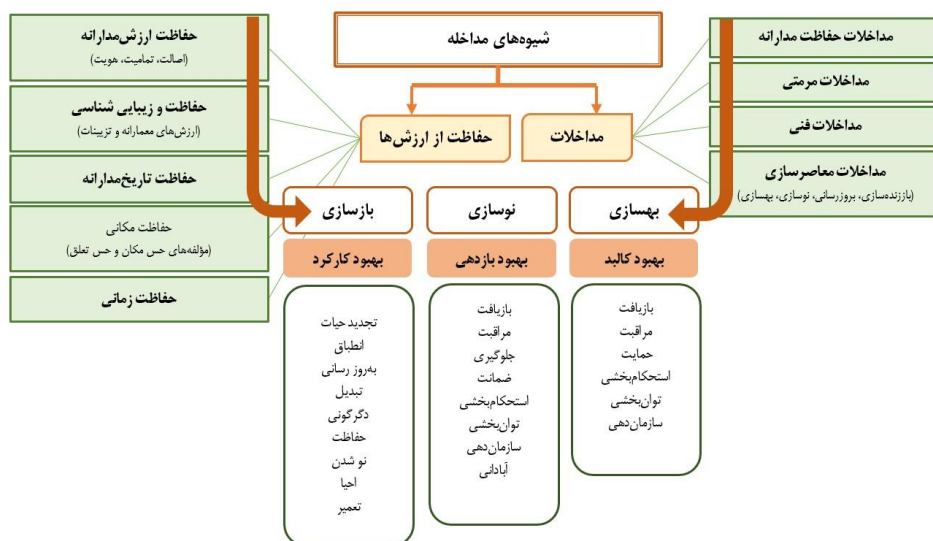 شیوه‌های مداخله
مداخلات
حفاظت از ارزش‌ها
مداخلات حفاظت مدارانه
مداخلات مرمتی
مداخلات فنی
مداخلات معاصرسازی
(باززنده‌سازی، بروزرسانی، نوسازی، بهسازی)
حفاظت ارزش‌مدارانه
(اصالت، تمامیت، هویت)
حفاظت و زیبایی شناسی
(ارزش‌های معمارانه و تزیینات)
حفاظت تاریخ‌مدارانه
حفاظت مکانی
(مؤلفه‌های حس مکان و حس تعلق)
حفاظت زمانی
بهسازی
بهبود کالبد
بازیافت
مراقبت
حمایت
استحکام‌بخشی
توان‌بخشی
سازمان‌دهی
نوسازی
بهبود بازدهی
بازیافت
مراقبت
جلوگیری
ضمانت
استحکام‌بخشی
توان‌بخشی
سازمان‌دهی
آبادانی
بازسازی
بهبود کارکرد
تجدید حیات
انطباق
به‌روز رسانی
تبدیل
دگرگونی
حفاظت
نو شدن
احیا
تعمیر